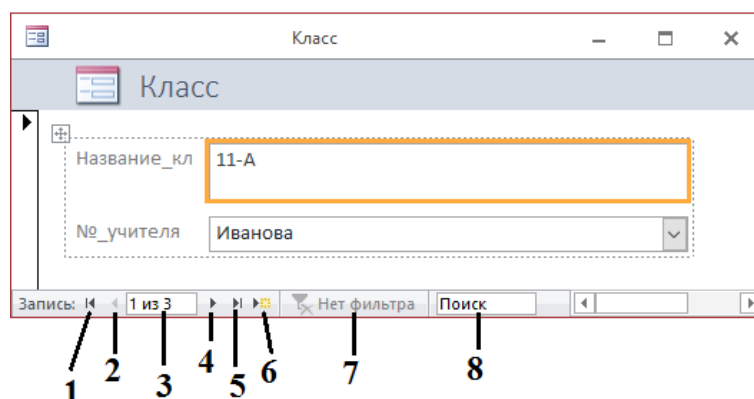 Класс
Класс
Название_кл 11-А
№_учителя Иванова
Запись: 1 из 3 Нет фильтра Поиск
1 2 3 4 5 6 7 8